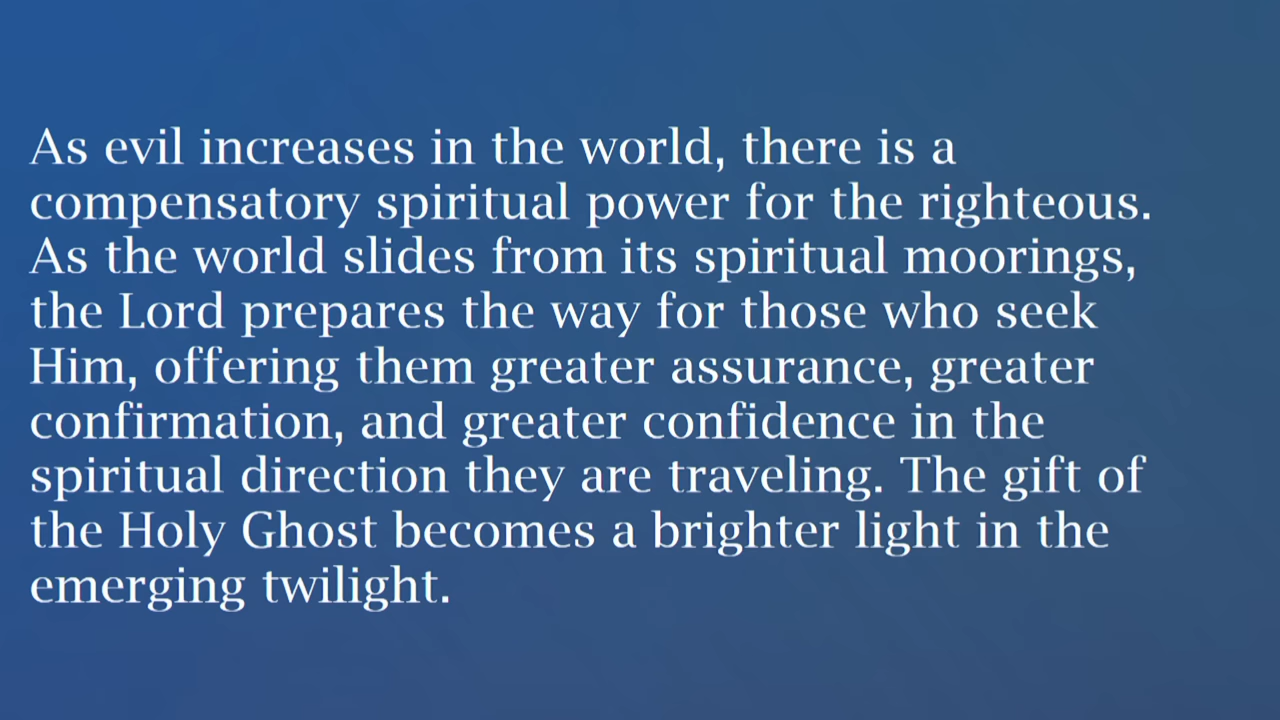 As evil increases in the world, there is a
compensatory spiritual power for the righteous.
As the world slides from its spiritual moorings,
the Lord prepares the way for those who seek
Him, offering them greater assurance, greater
confirmation, and greater confidence in the
spiritual direction they are traveling. The gift of
the Holy Ghost becomes a brighter light in the
emerging twilight.